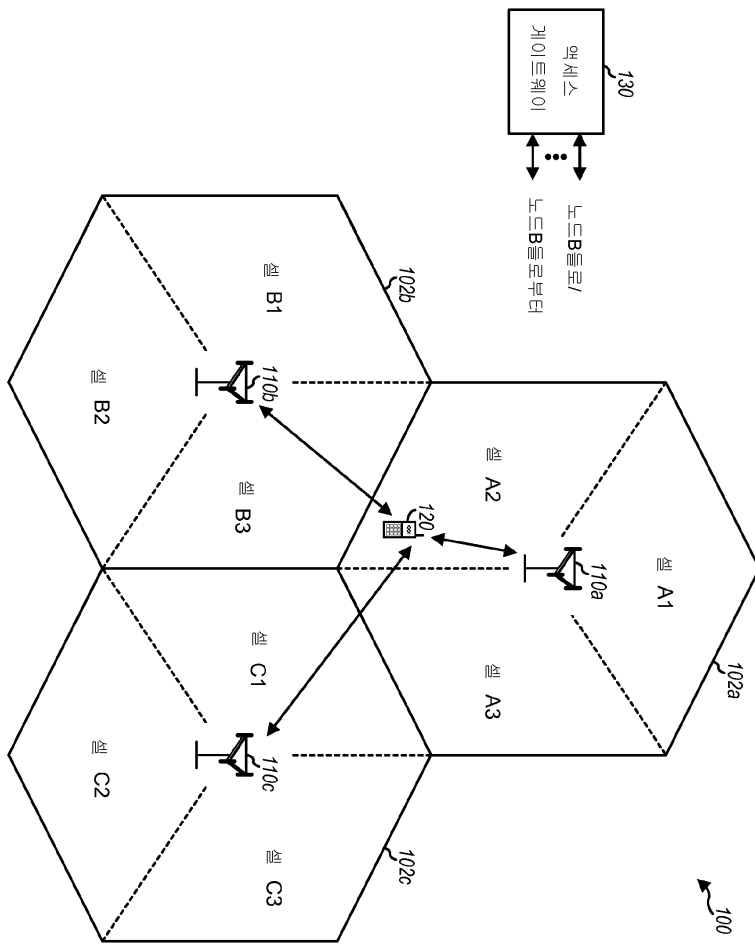 100
130
액세스
게이트웨이
노드B들로/
노드B들로부터
102a
셀 A1
110a
셀 A2
셀 A3
120
102b
셀 B1
110b
셀 B2
셀 B3
102c
셀 C1
110c
셀 C2
셀 C3